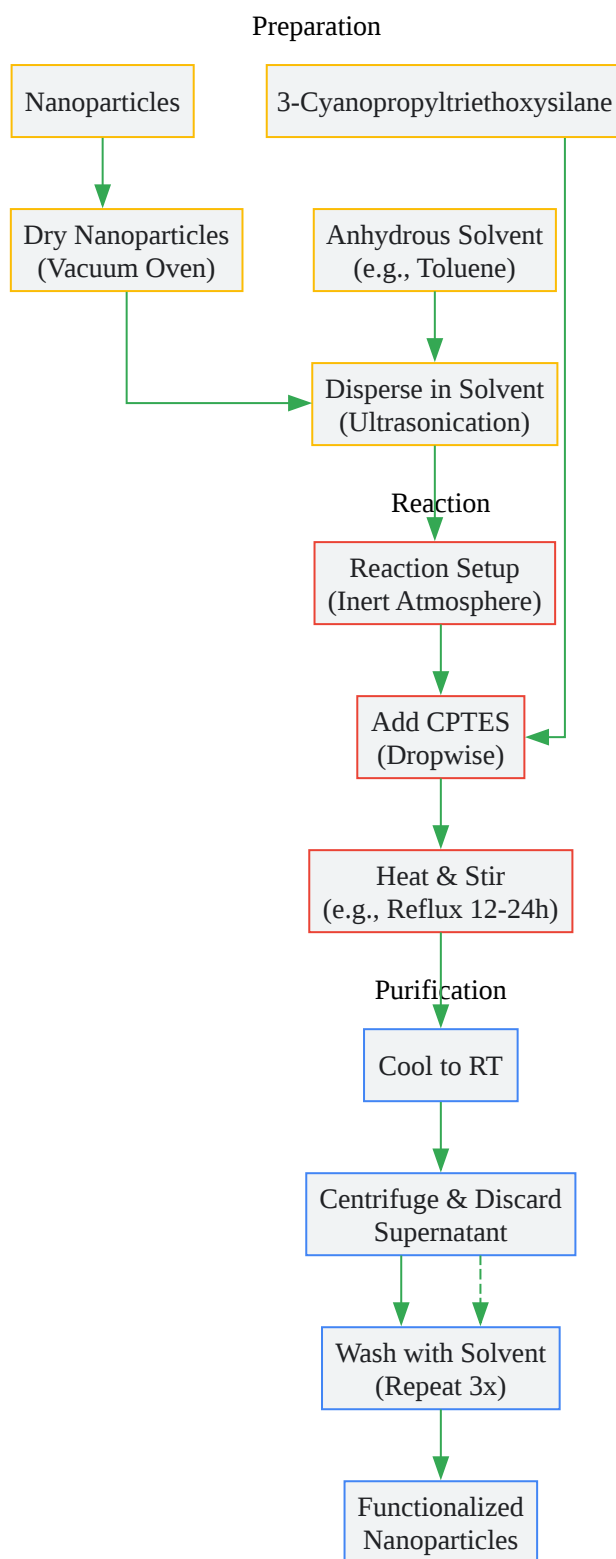 Preparation
Nanoparticles
3-Cyanopropyltriethoxysilane
Dry Nanoparticles
(Vacuum Oven)
Anhydrous Solvent
(e.g., Toluene)
Disperse in Solvent
(Ultrasonication)
Reaction
Reaction Setup
(Inert Atmosphere)
Add CPTES
(Dropwise)
Heat & Stir
(e.g., Reflux 12-24h)
Purification
Cool to RT
Centrifuge & Discard
Supernatant
Wash with Solvent
(Repeat 3x)
Functionalized
Nanoparticles